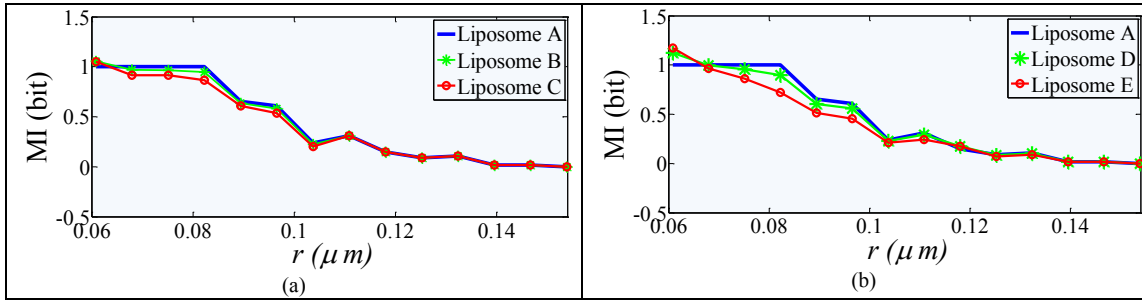 1.5
1
0.5
0
-0.5
MI (bit)
Liposome A
Liposome B
Liposome C
0.06
0.08
0.1
0.12
0.14
r (μ m)
(a)
1.5
1
0.5
0
-0.5
MI (bit)
Liposome A
Liposome D
Liposome E
0.06
0.08
0.1
0.12
0.14
r (μ m)
(b)